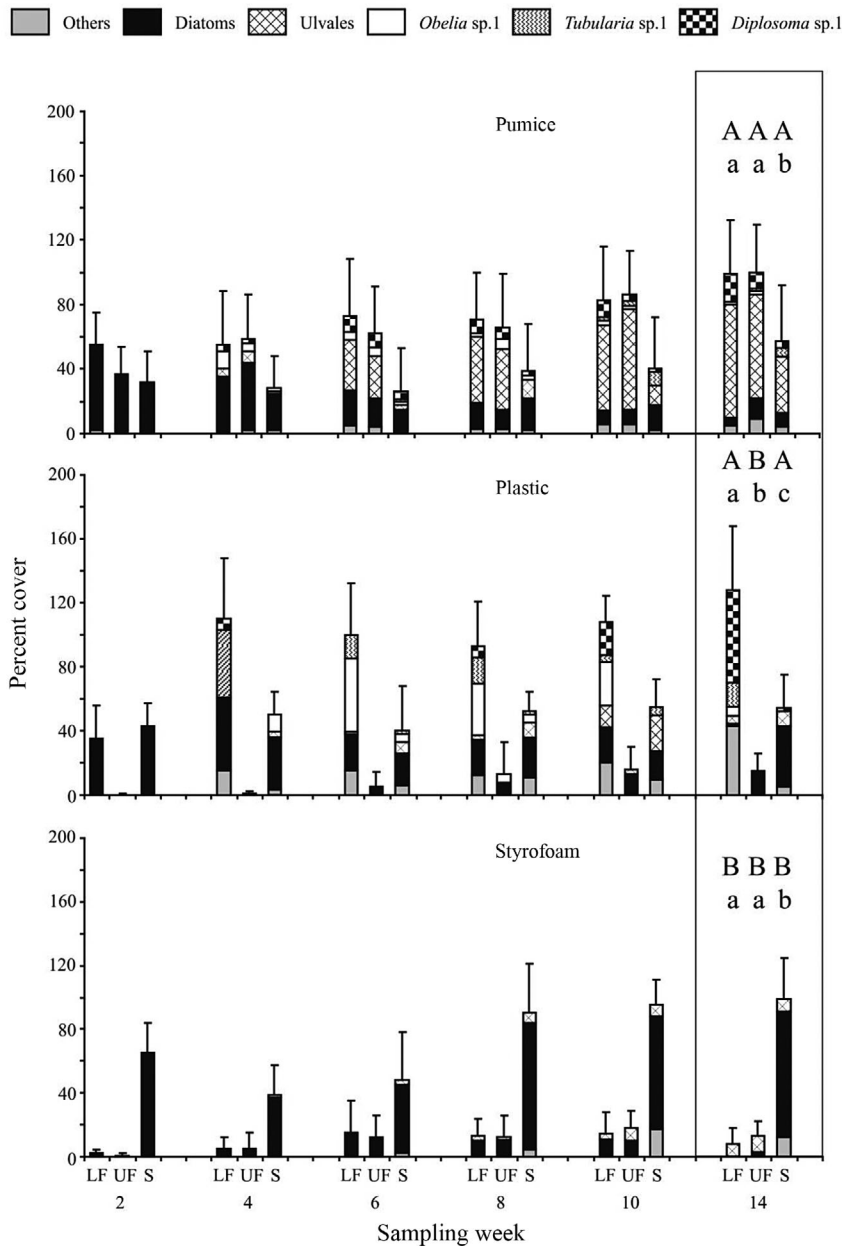 Others Diatoms Ulvales Obelia sp.1 Tubularia sp.1 Diplosoma sp.1
200
Pumice
A A A
a a b
160
120
80
40
0
200
Plastic
A B A
a b c
160
120
80
40
0
Percent cover
200
Styrofoam
B B B
a a b
160
120
80
40
0
LF UF S LF UF S LF UF S LF UF S LF UF S LF UF S
2 4 6 8 10 14
Sampling week